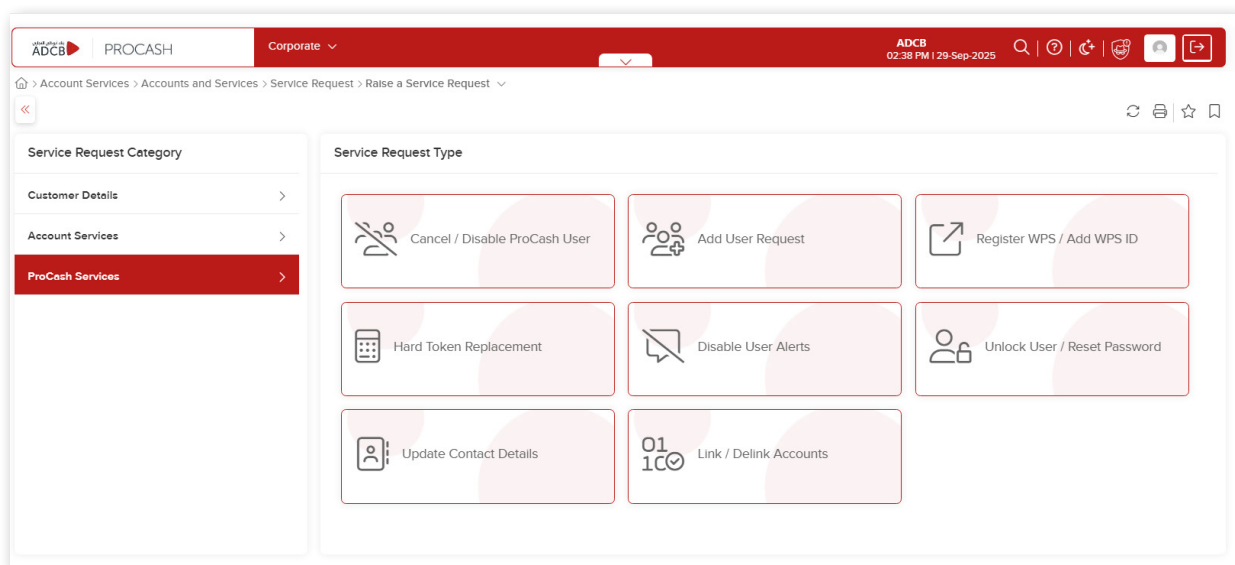 بنك أبوظبي التجاري
ADCB
PROCASH
Corporate
ADCB
02:38 PM | 29-Sep-2025
> Account Services > Accounts and Services > Service Request > Raise a Service Request
Service Request Category
Customer Details
Account Services
ProCash Services
Service Request Type
Cancel / Disable ProCash User
Add User Request
Register WPS / Add WPS ID
Hard Token Replacement
Disable User Alerts
Unlock User / Reset Password
Update Contact Details
Link / Delink Accounts